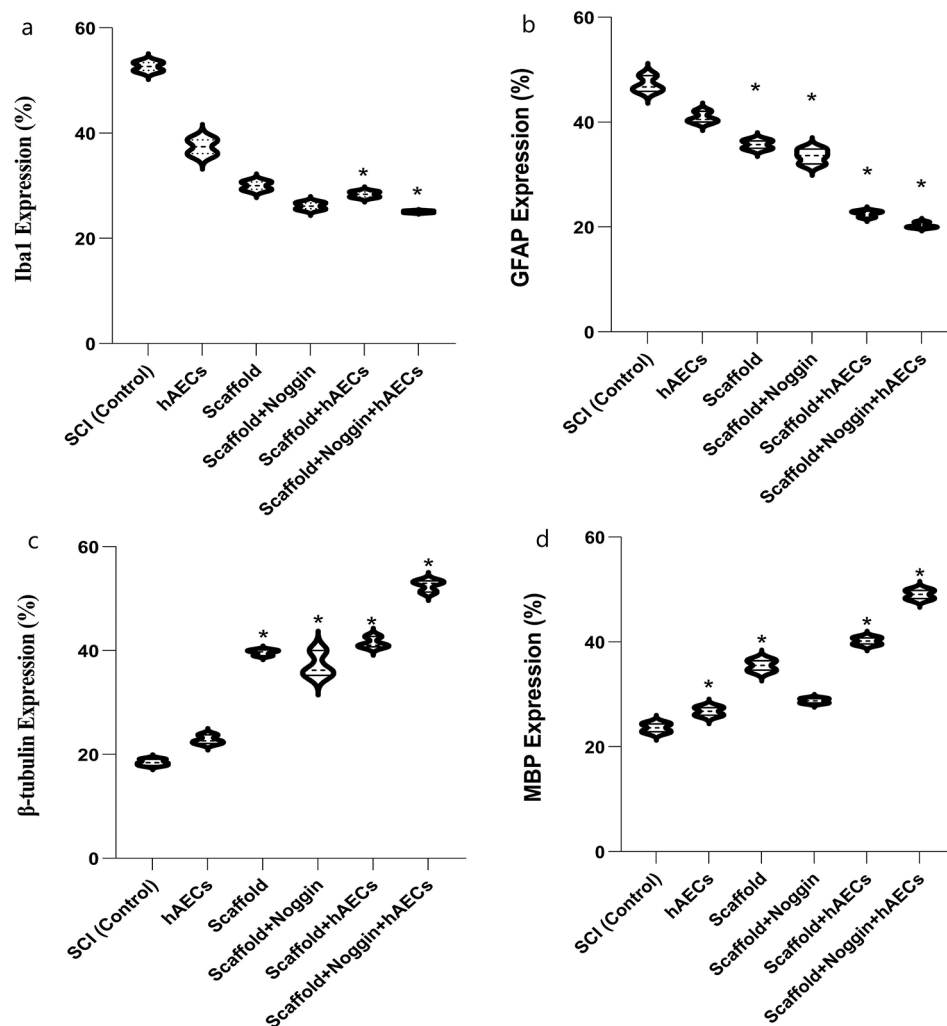 a
Iba1 Expression (%)
60
40
20
0
*
*
SCI (Control)
hAECs
Scaffold
Scaffold+Noggin
Scaffold+hAECs
Scaffold+Noggin+hAECs
b
GFAP Expression (%)
60
40
20
0
*
*
*
*
SCI (Control)
hAECs
Scaffold
Scaffold+Noggin
Scaffold+hAECs
Scaffold+Noggin+hAECs
c
β-tubulin Expression (%)
60
40
20
0
*
*
*
*
SCI (Control)
hAECs
Scaffold
Scaffold+Noggin
Scaffold+hAECs
Scaffold+Noggin+hAECs
d
MBP Expression (%)
60
40
20
0
*
*
*
*
SCI (Control)
hAECs
Scaffold
Scaffold+Noggin
Scaffold+hAECs
Scaffold+Noggin+hAECs